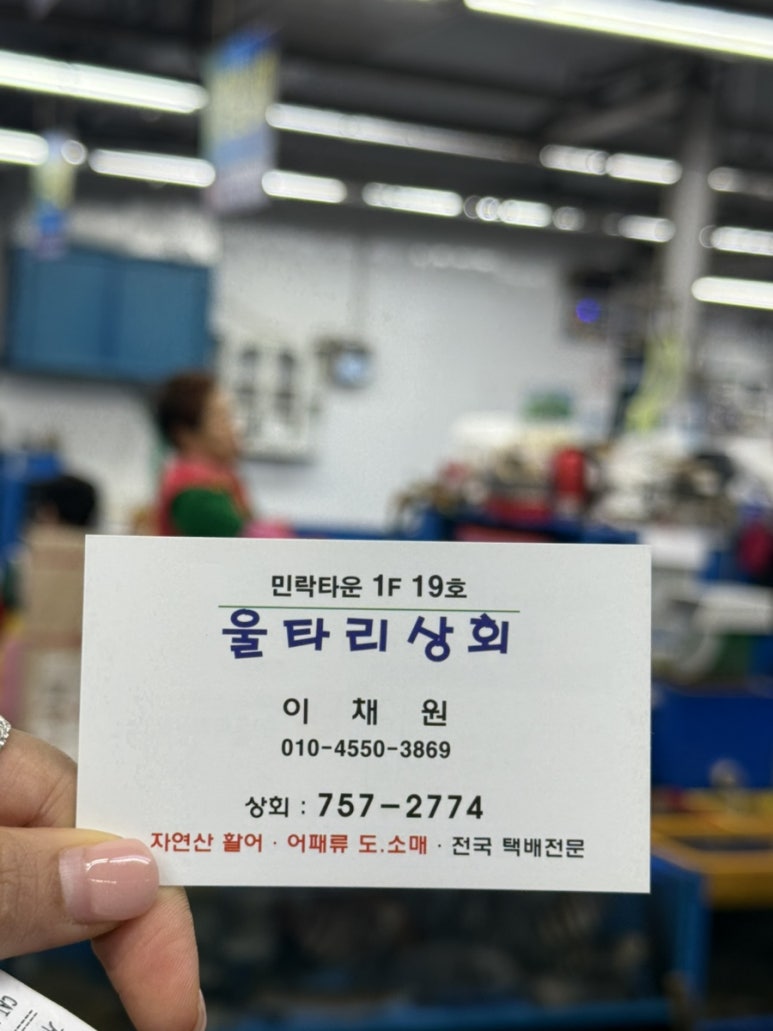 민락타운 1F 19호
울타리상회
이 채 원
010-4550-3869
상회 : 757-2774
자연산 활어 · 어패류 도.소매 · 전국 택배전문
CAT